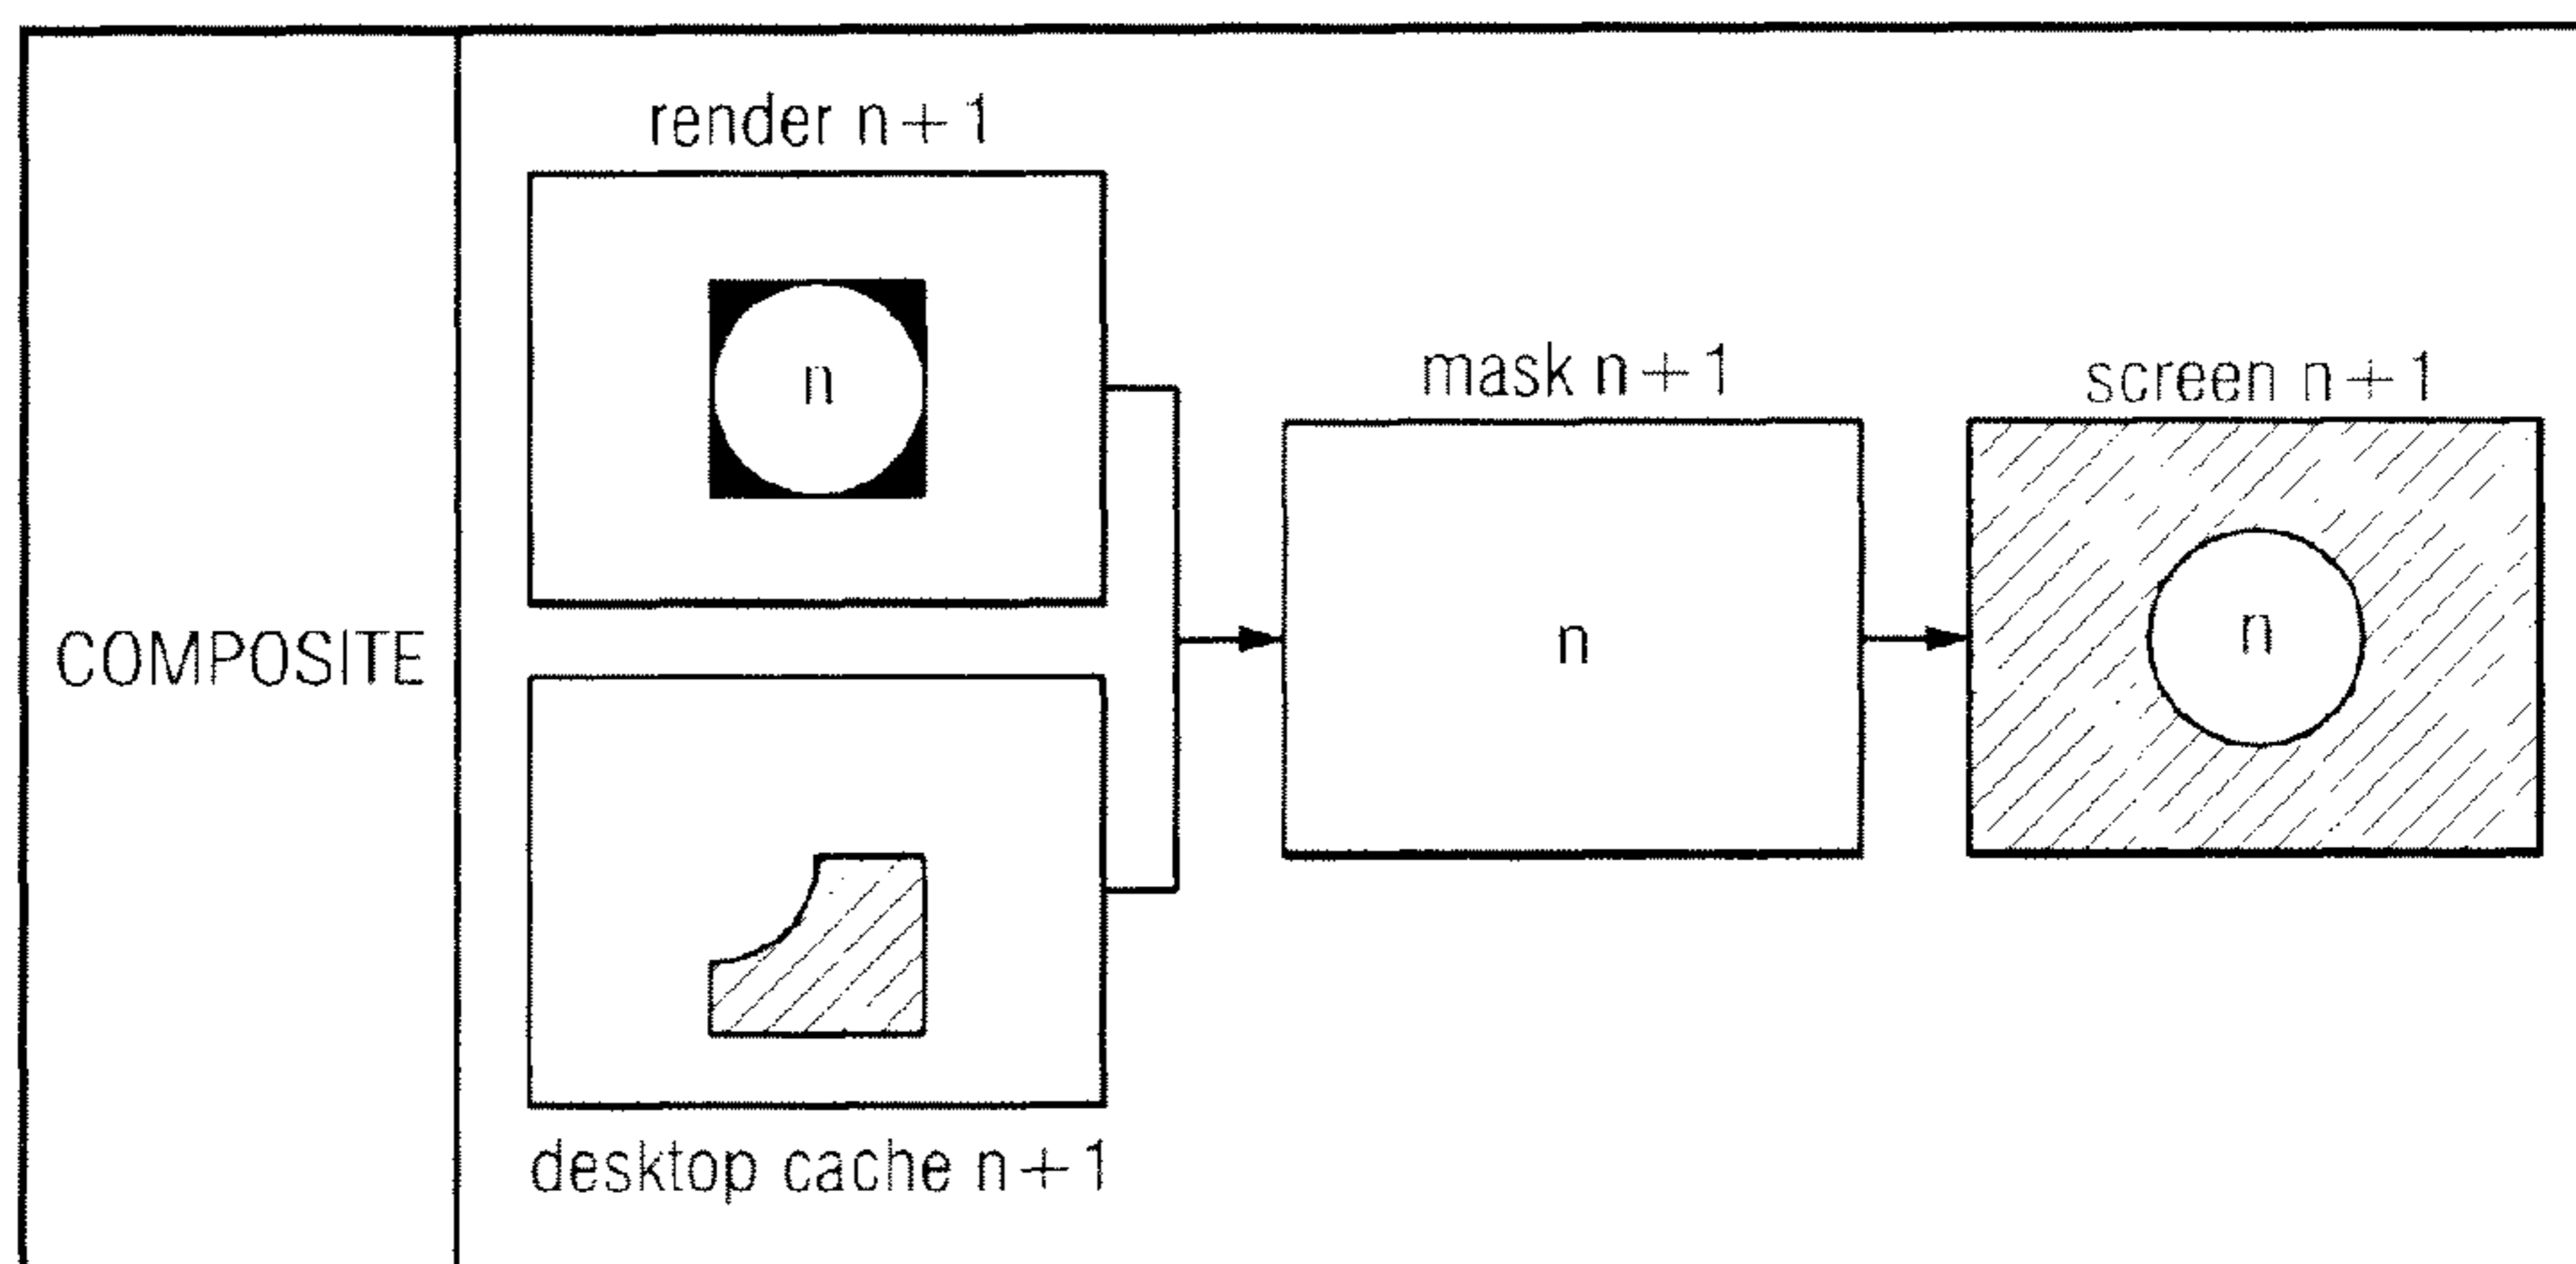 COMPOSITE
render n+1
n
desktop cache n+1
mask n+1
n
screen n+1
n